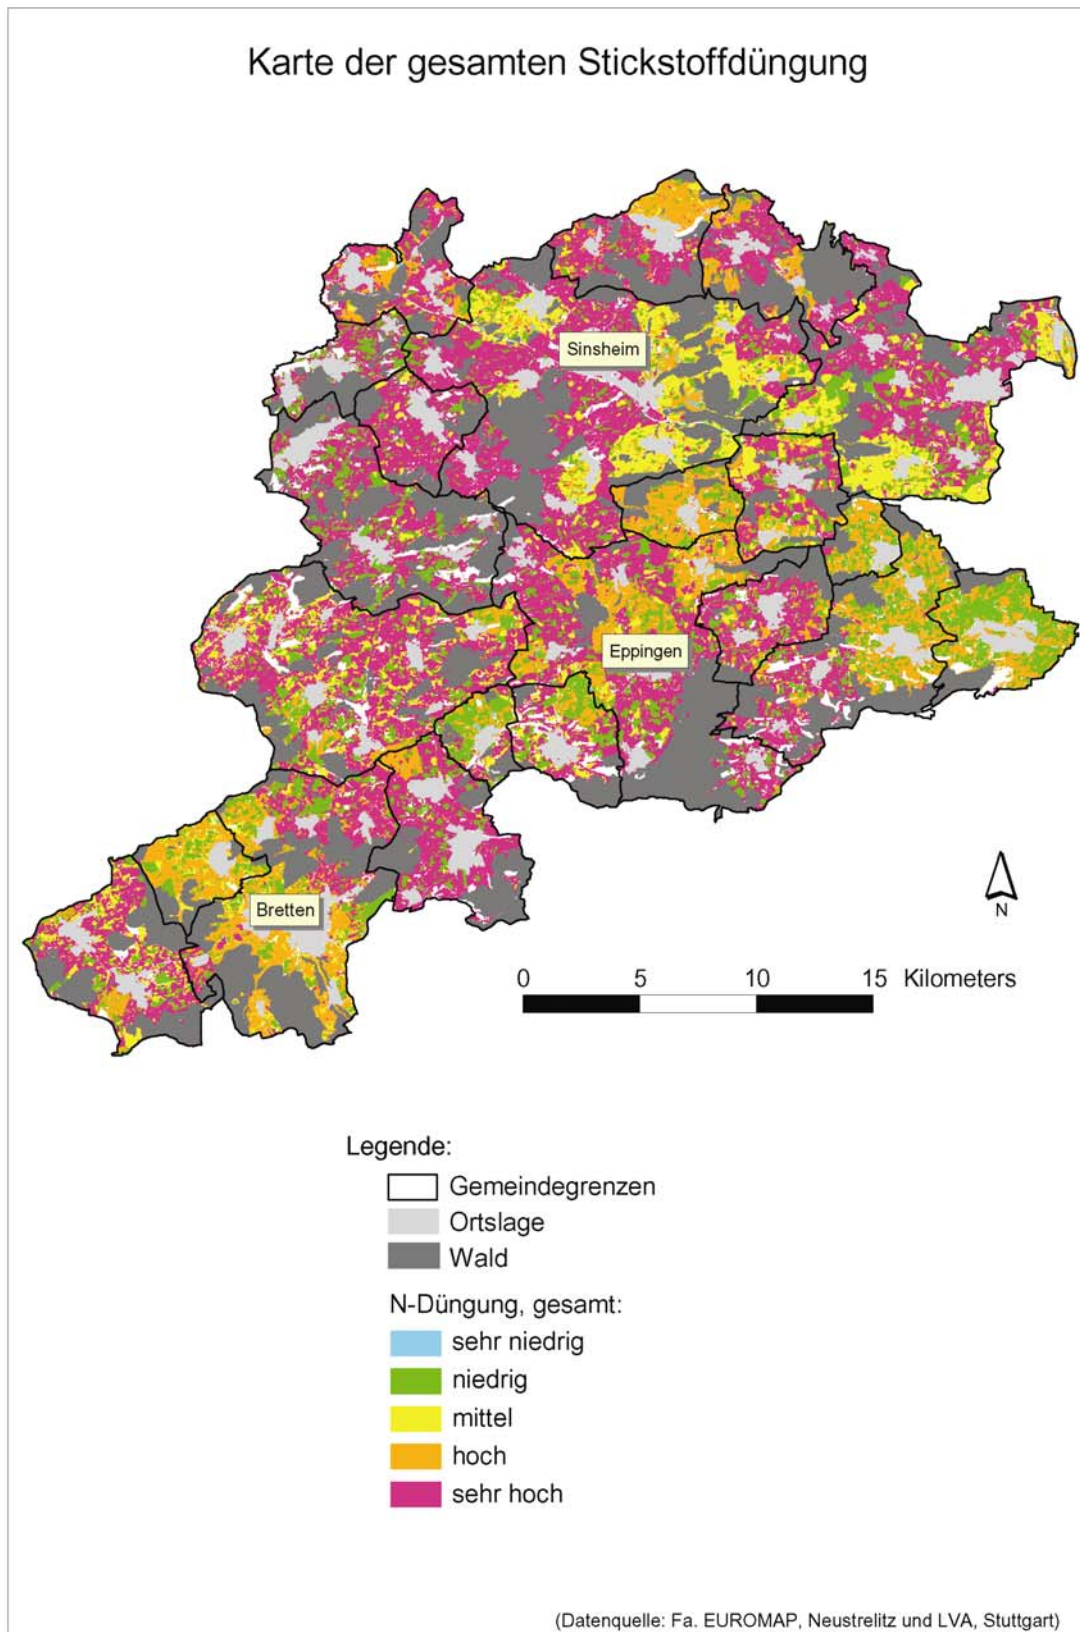 Karte der gesamten Stickstoffdüngung
Sinsheim
Eppingen
Bretten
N
0 5 10 15 Kilometers
Legende:
Gemeindegrenzen
Ortslage
Wald
N-Düngung, gesamt:
sehr niedrig
niedrig
mittel
hoch
sehr hoch
(Datenquelle: Fa. EUROMAP, Neustrelitz und LVA, Stuttgart)